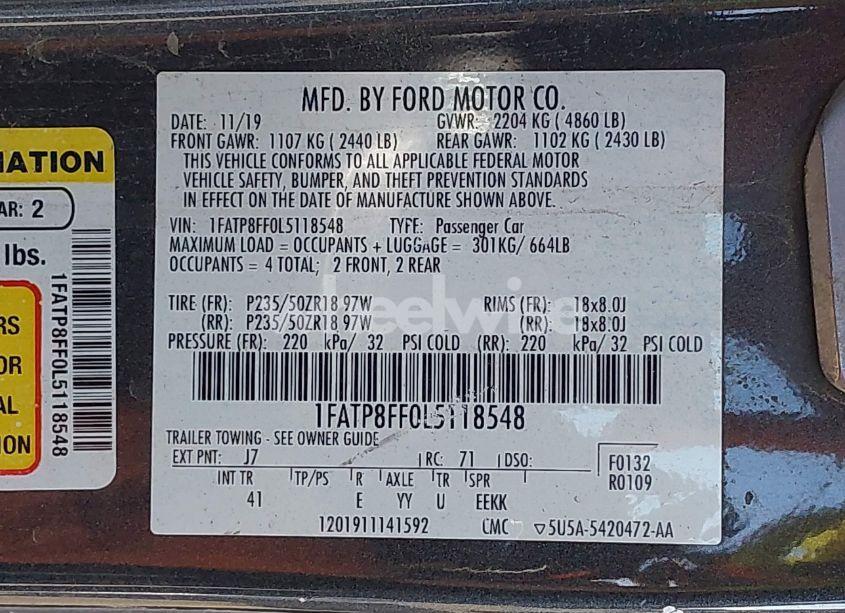 MFD. BY FORD MOTOR CO.
DATE: 11/19 GVWR: 2204 KG ( 4860 LB)
FRONT GAWR: 1107 KG ( 2440 LB) REAR GAWR: 1102 KG ( 2430 LB)
THIS VEHICLE CONFORMS TO ALL APPLICABLE FEDERAL MOTOR
VEHICLE SAFETY, BUMPER, AND THEFT PREVENTION STANDARDS
IN EFFECT ON THE DATE OF MANUFACTURE SHOWN ABOVE.
VIN: 1FATP8FF0L5118548 TYPE: Passenger Car
MAXIMUM LOAD = OCCUPANTS + LUGGAGE = 301KG/ 664LB
OCCUPANTS = 4 TOTAL; 2 FRONT, 2 REAR
TIRE (FR): P235/50ZR18 97W RIMS (FR): 18x8.0J
(RR): P235/50ZR18 97W (RR): 18x8.0J
PRESSURE (FR): 220 kPa/ 32 PSI COLD (RR): 220 kPa/ 32 PSI COLD
1FATP8FF0L5118548
TRAILER TOWING - SEE OWNER GUIDE
EXT PNT: J7 RC: 71 DSO:
F0132
R0109
INT TR TP/PS R AXLE TR SPR
41 E YY U EEKK
1201911141592 CMC ▽5U5A-5420472-AA
MATION
AR: 2
lbs.
RS
OR
AL
ION
1FATP8FF0L5118548